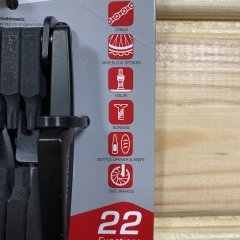 CHAIN
WHEELS & SPOKES
VALVE
SCREWS
BOTTLE OPENER & KNIFE
DISC BRAKES
22
Functions